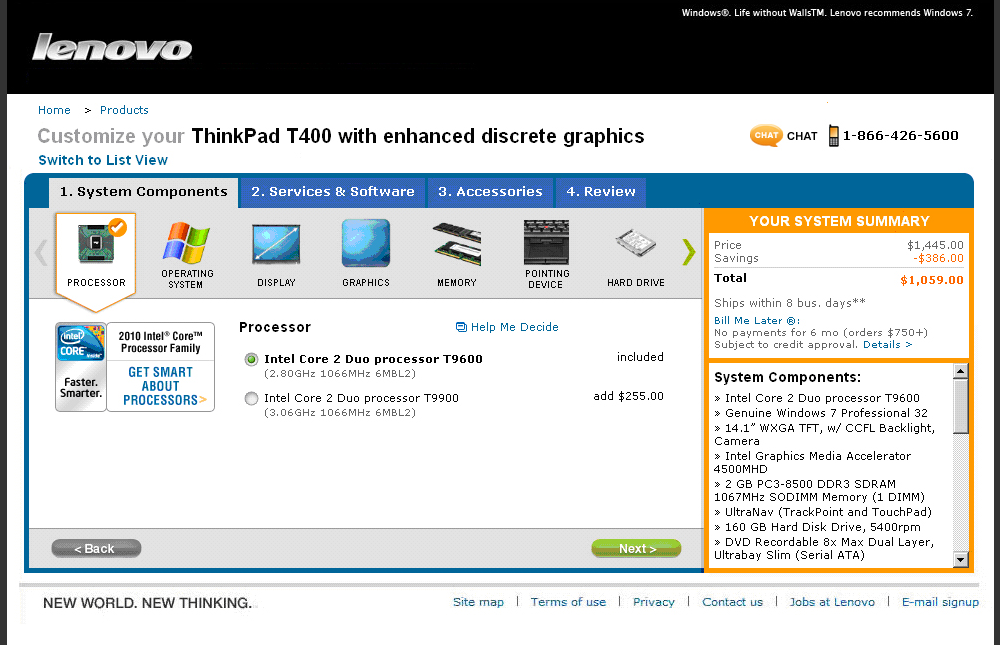 Windows®. Life without WallsTM. Lenovo recommends Windows 7.
lenovo
Home > Products
Customize your ThinkPad T400 with enhanced discrete graphics
CHAT CHAT 1-866-426-5600
Switch to List View
1. System Components
2. Services & Software
3. Accessories
4. Review
PROCESSOR
OPERATING
SYSTEM
DISPLAY
GRAPHICS
MEMORY
POINTING
DEVICE
HARD DRIVE
intel
CORE
inside
Faster.
Smarter.
2010 Intel® Core™
Processor Family
GET SMART
ABOUT
PROCESSORS>
Processor
Help Me Decide
Intel Core 2 Duo processor T9600 included
(2.80GHz 1066MHz 6MBL2)
Intel Core 2 Duo processor T9900 add $255.00
(3.06GHz 1066MHz 6MBL2)
< Back
Next >
YOUR SYSTEM SUMMARY
Price $1,445.00
Savings -$386.00
Total $1,059.00
Ships within 8 bus. days**
Bill Me Later ®:
No payments for 6 mo (orders $750+)
Subject to credit approval. Details >
System Components:
» Intel Core 2 Duo processor T9600
» Genuine Windows 7 Professional 32
» 14.1” WXGA TFT, w/ CCFL Backlight,
Camera
» Intel Graphics Media Accelerator
4500MHD
» 2 GB PC3-8500 DDR3 SDRAM
1067MHz SODIMM Memory (1 DIMM)
» UltraNav (TrackPoint and TouchPad)
» 160 GB Hard Disk Drive, 5400rpm
» DVD Recordable 8x Max Dual Layer,
Ultrabay Slim (Serial ATA)
NEW WORLD. NEW THINKING.
Site map | Terms of use | Privacy | Contact us | Jobs at Lenovo | E-mail signup